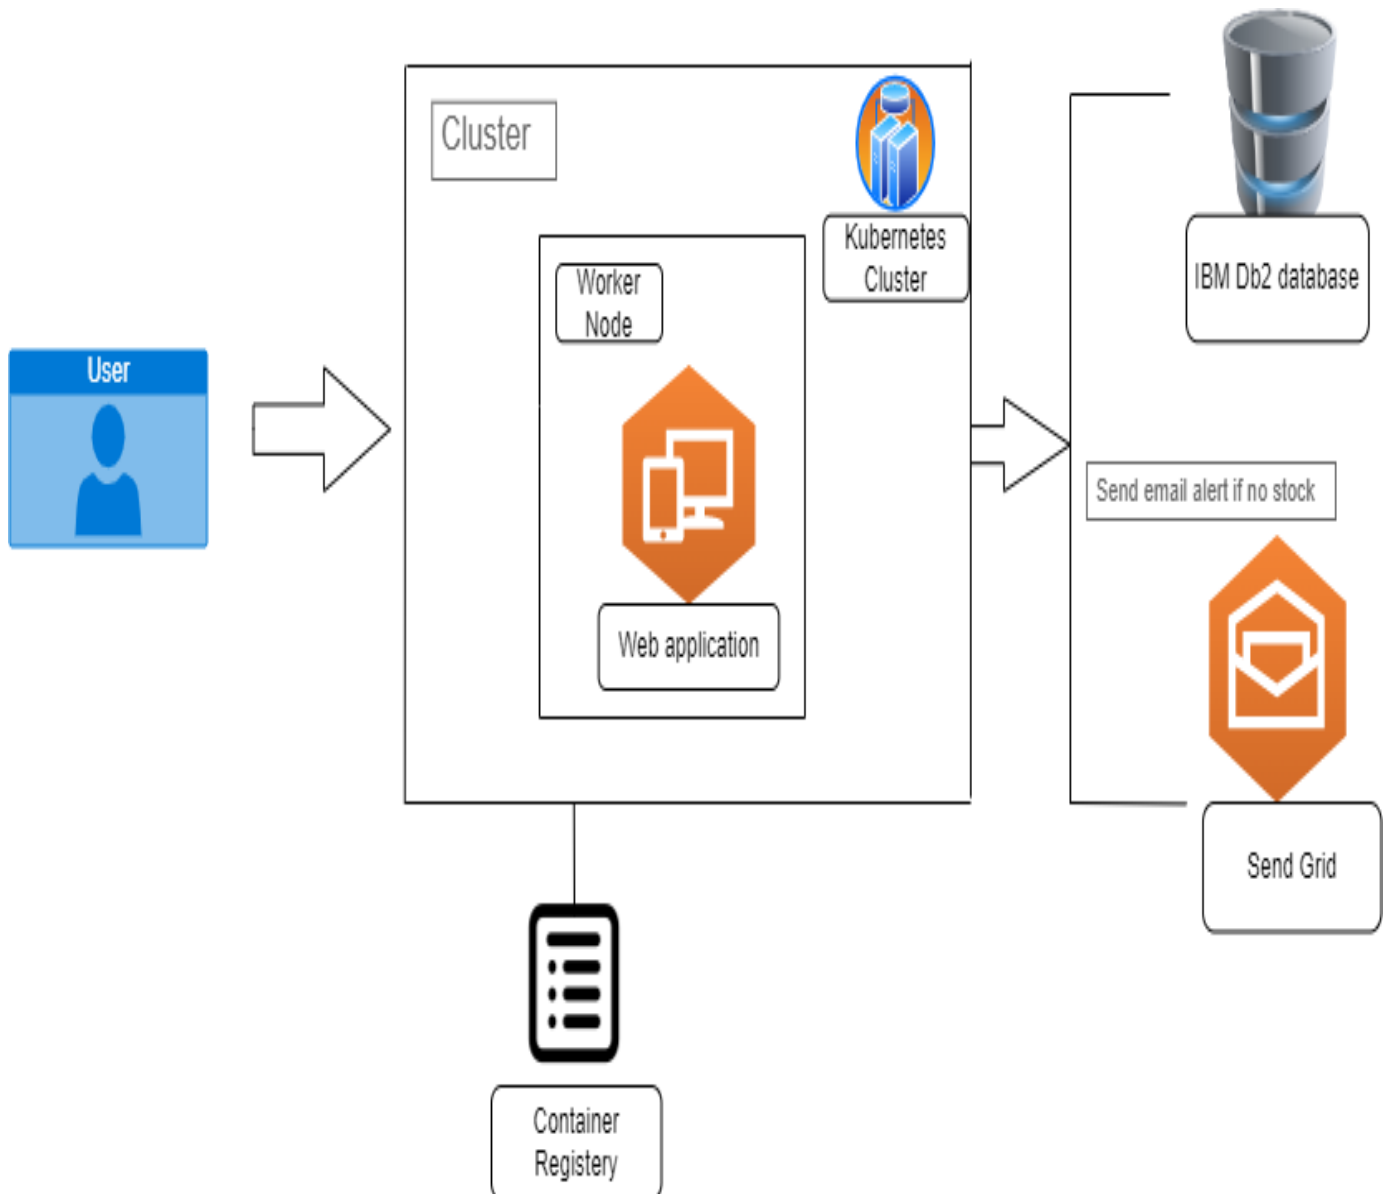 Cluster
Kubernetes
Cluster
IBM Db2 database
Worker
Node
User
Send email alert if no stock
Web application
Send Grid
Container
Registery